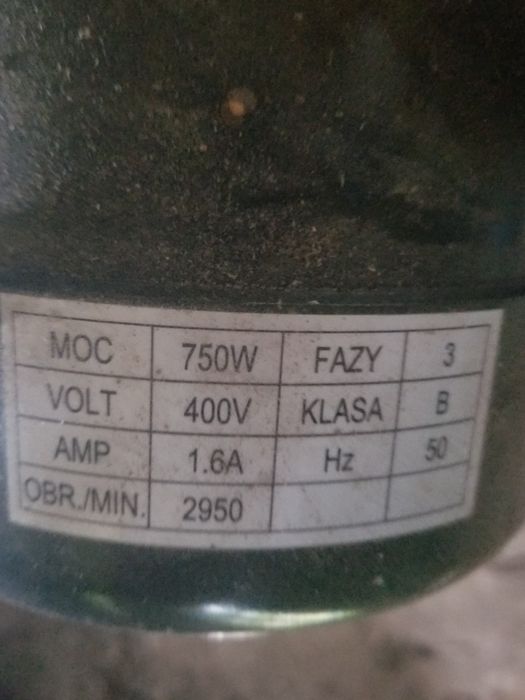 MOC 750W FAZY 3
VOLT 400V KLASA B
AMP 1.6A Hz 50
OBR./MIN. 2950